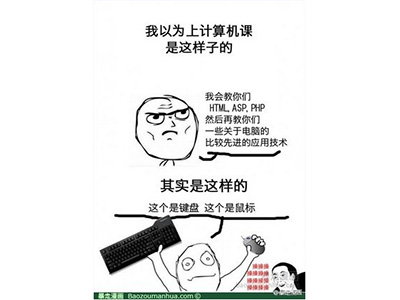 我以为上计算机课
是这样子的
我会教你们
HTML,ASP,PHP
然后再教你们
一些关于电脑的
比较先进的应用技术
其实是这样的
这个是键盘 这个是鼠标
暴走漫画 Baozoumanhua.com